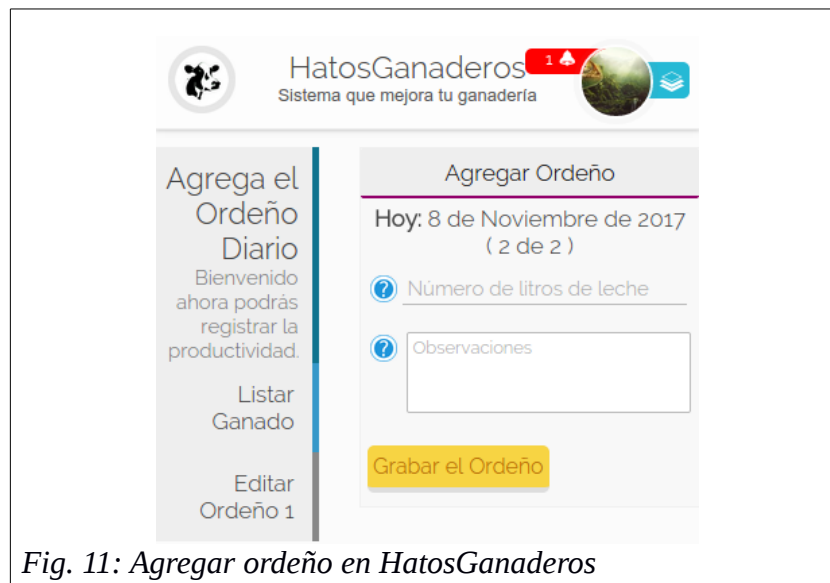 HatosGanaderos
1
Sistema que mejora tu ganadería
Agrega el
Ordeño
Diario
Bienvenido
ahora podrás
registrar la
productividad.
Listar
Ganado
Editar
Ordeño 1
Agregar Ordeño
Hoy: 8 de Noviembre de 2017
( 2 de 2 )
? Número de litros de leche
? Observaciones
Grabar el Ordeño
Fig. 11: Agregar ordeño en HatosGanaderos